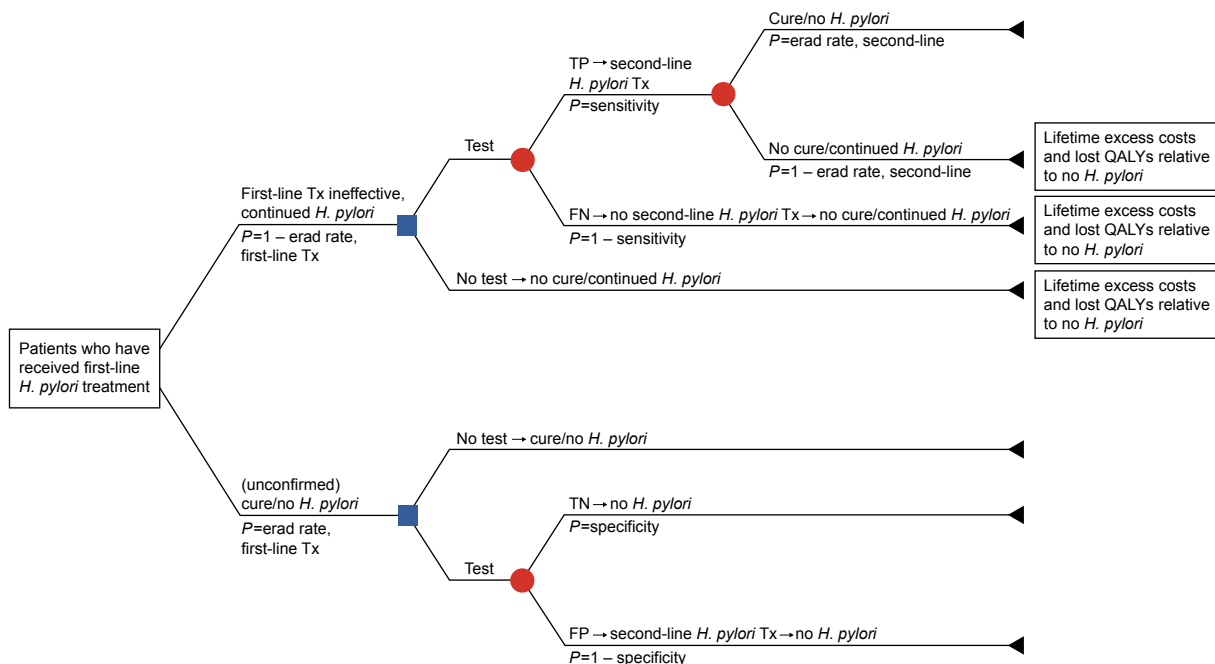 Cure/no H. pylori
P=erad rate, second-line
TP → second-line
H. pylori Tx
P=sensitivity
Test
No cure/continued H. pylori
P=1 – erad rate, second-line
Lifetime excess costs
and lost QALYs relative
to no H. pylori
First-line Tx ineffective,
continued H. pylori
P=1 – erad rate,
first-line Tx
FN → no second-line H. pylori Tx → no cure/continued H. pylori
P=1 – sensitivity
Lifetime excess costs
and lost QALYs relative
to no H. pylori
No test → no cure/continued H. pylori
Lifetime excess costs
and lost QALYs relative
to no H. pylori
Patients who have
received first-line
H. pylori treatment
No test → cure/no H. pylori
(unconfirmed)
cure/no H. pylori
P=erad rate,
first-line Tx
TN → no H. pylori
P=specificity
Test
FP → second-line H. pylori Tx → no H. pylori
P=1 – specificity